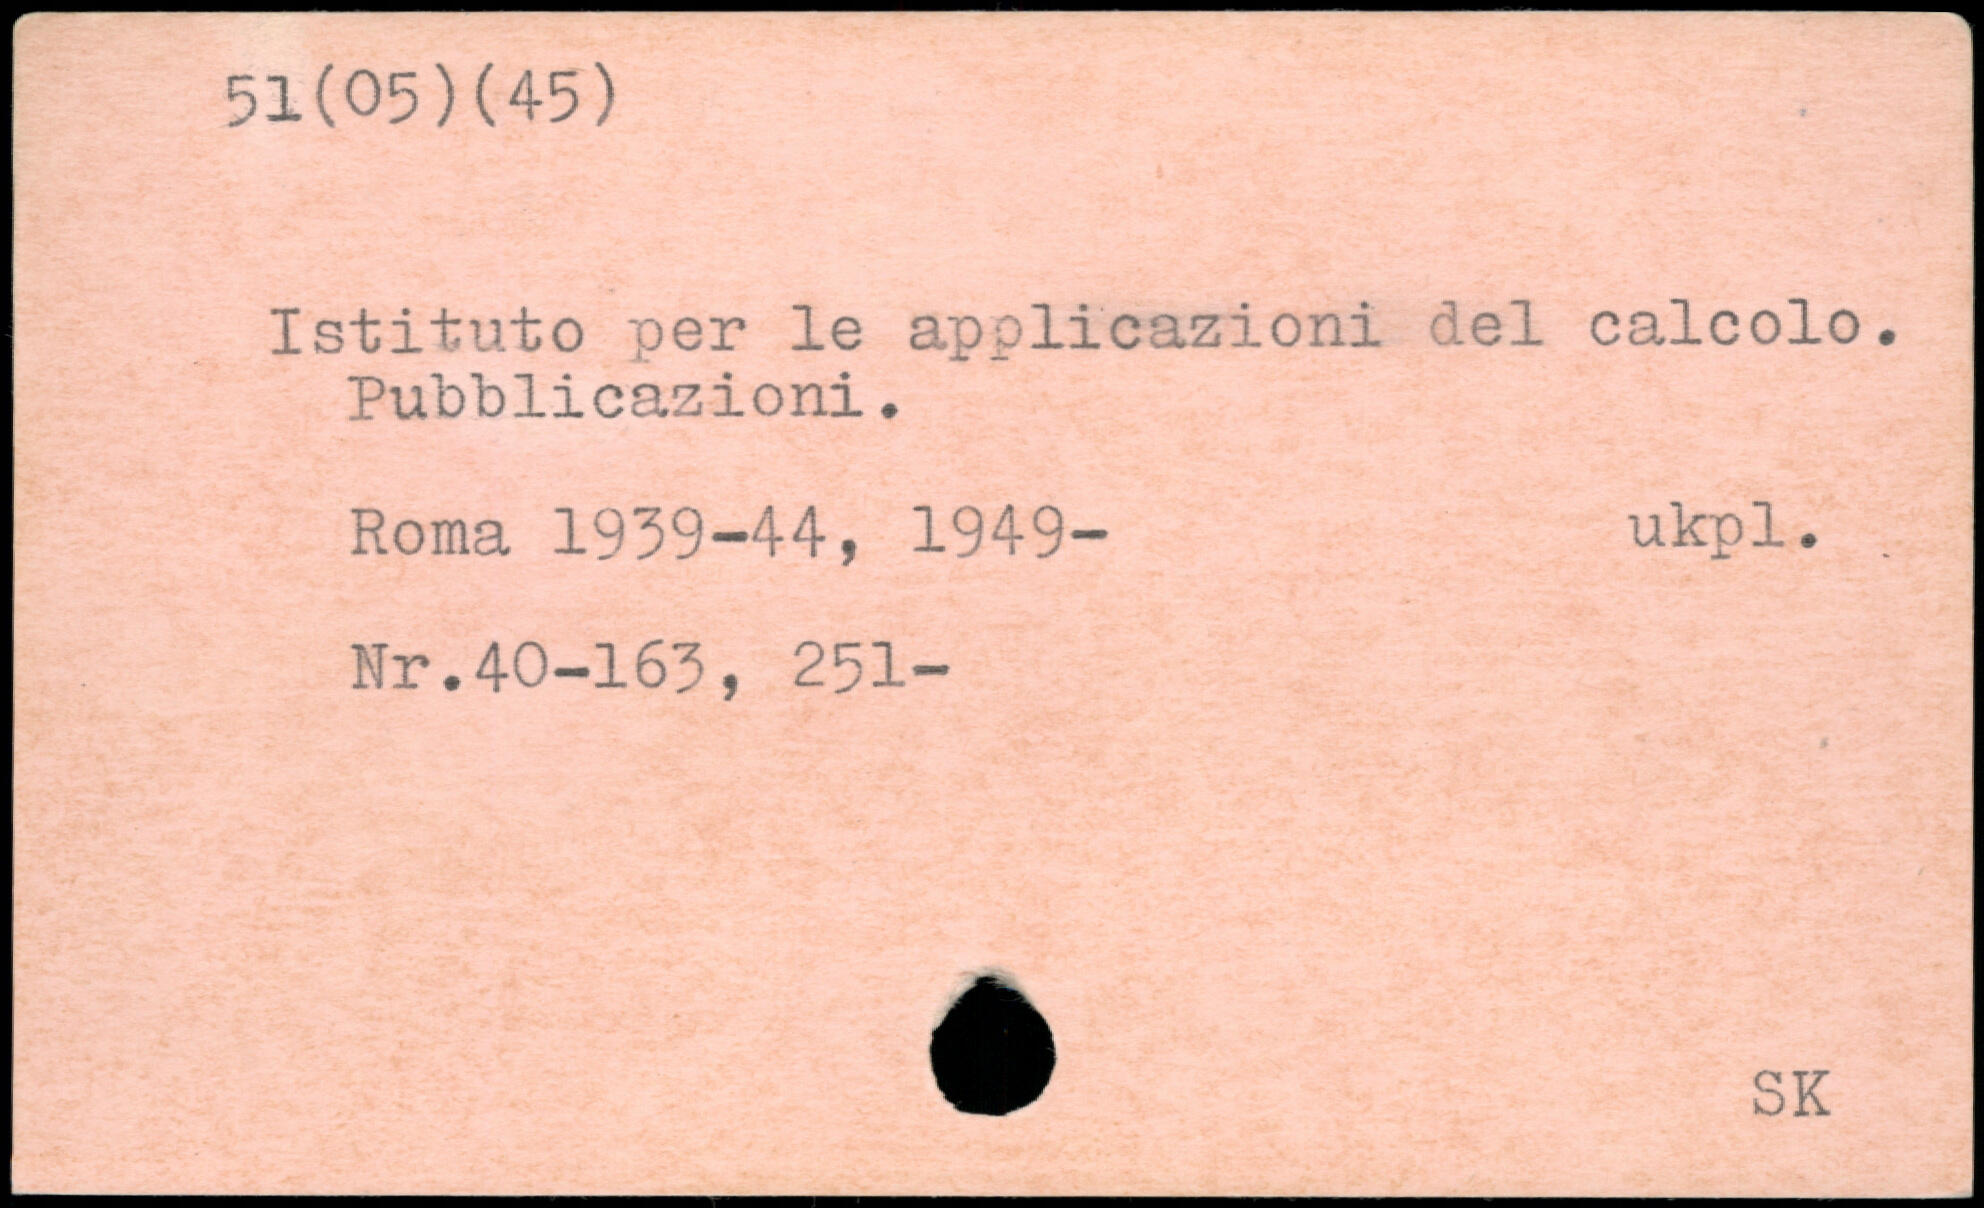 51(05)(45)
Istituto per le applicazioni del calcolo.
Pubblicazioni.
Roma 1939-44, 1949- ukpl.
Nr.40-163, 251-
SK